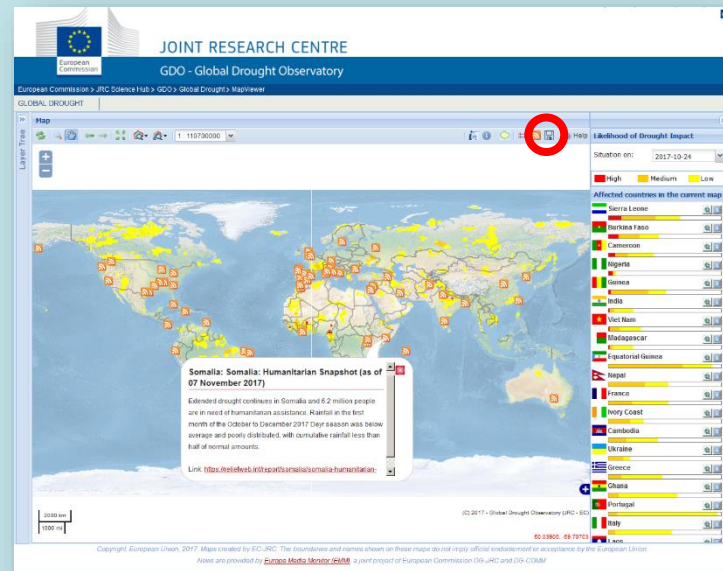 European
Commission
JOINT RESEARCH CENTRE
GDO - Global Drought Observatory
European Commission > JRC Science Hub > GDO > Global Drought > MapViewer
GLOBAL DROUGHT
Map
Layer Tree
1 110700000
Help
Likelihood of Drought Impact
Situation on:
2017-10-24
High Medium Low
Affected countries in the current map
Sierra Leone
Burkina Faso
Cameroon
Nigeria
Guinea
India
Viet Nam
Madagascar
Equatorial Guinea
Nepal
France
Ivory Coast
Cambodia
Ukraine
Greece
Ghana
Portugal
Italy
Laos
Somalia: Somalia: Humanitarian Snapshot (as of
07 November 2017)
Extended drought continues in Somalia and 6.2 million people
are in need of humanitarian assistance. Rainfall in the first
month of the October to December 2017 Deyr season was below
average and poorly distributed, with cumulative rainfall less than
half of normal amounts.
Link: https://reliefweb.int/report/somalia/somalia-humanitarian-
2000 km
1000 mi
(C) 2017 - Global Drought Observatory (JRC - EC)
Copyright, European Union, 2017. Maps created by EC-JRC. The boundaries and names shown on these maps do not imply official endorsement or acceptance by the European Union.
News are provided by Europe Media Monitor (EMM), a joint project of European Commission DG-JRC and DG-COMM